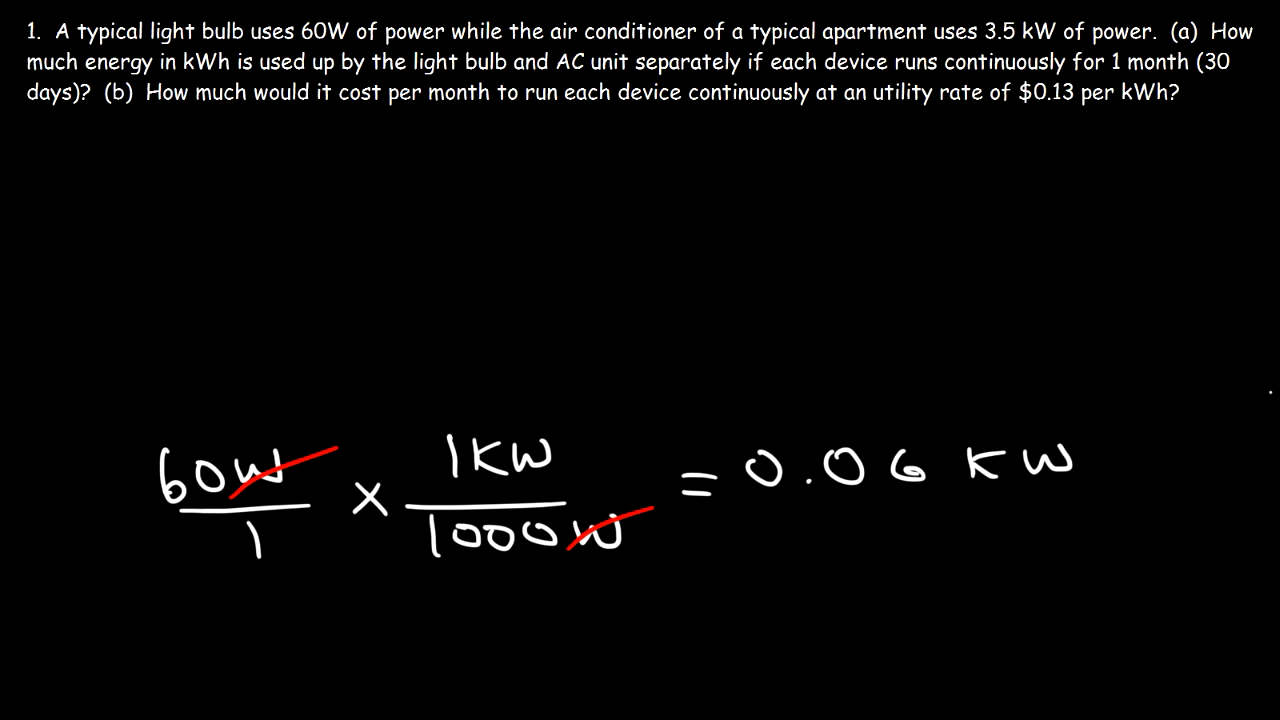 1. A typical light bulb uses 60W of power while the air conditioner of a typical apartment uses 3.5 kW of power. (a) How
much energy in kWh is used up by the light bulb and AC unit separately if each device runs continuously for 1 month (30
days)? (b) How much would it cost per month to run each device continuously at an utility rate of $0.13 per kWh?
60W/1 × 1KW/1000W = 0.06 KW